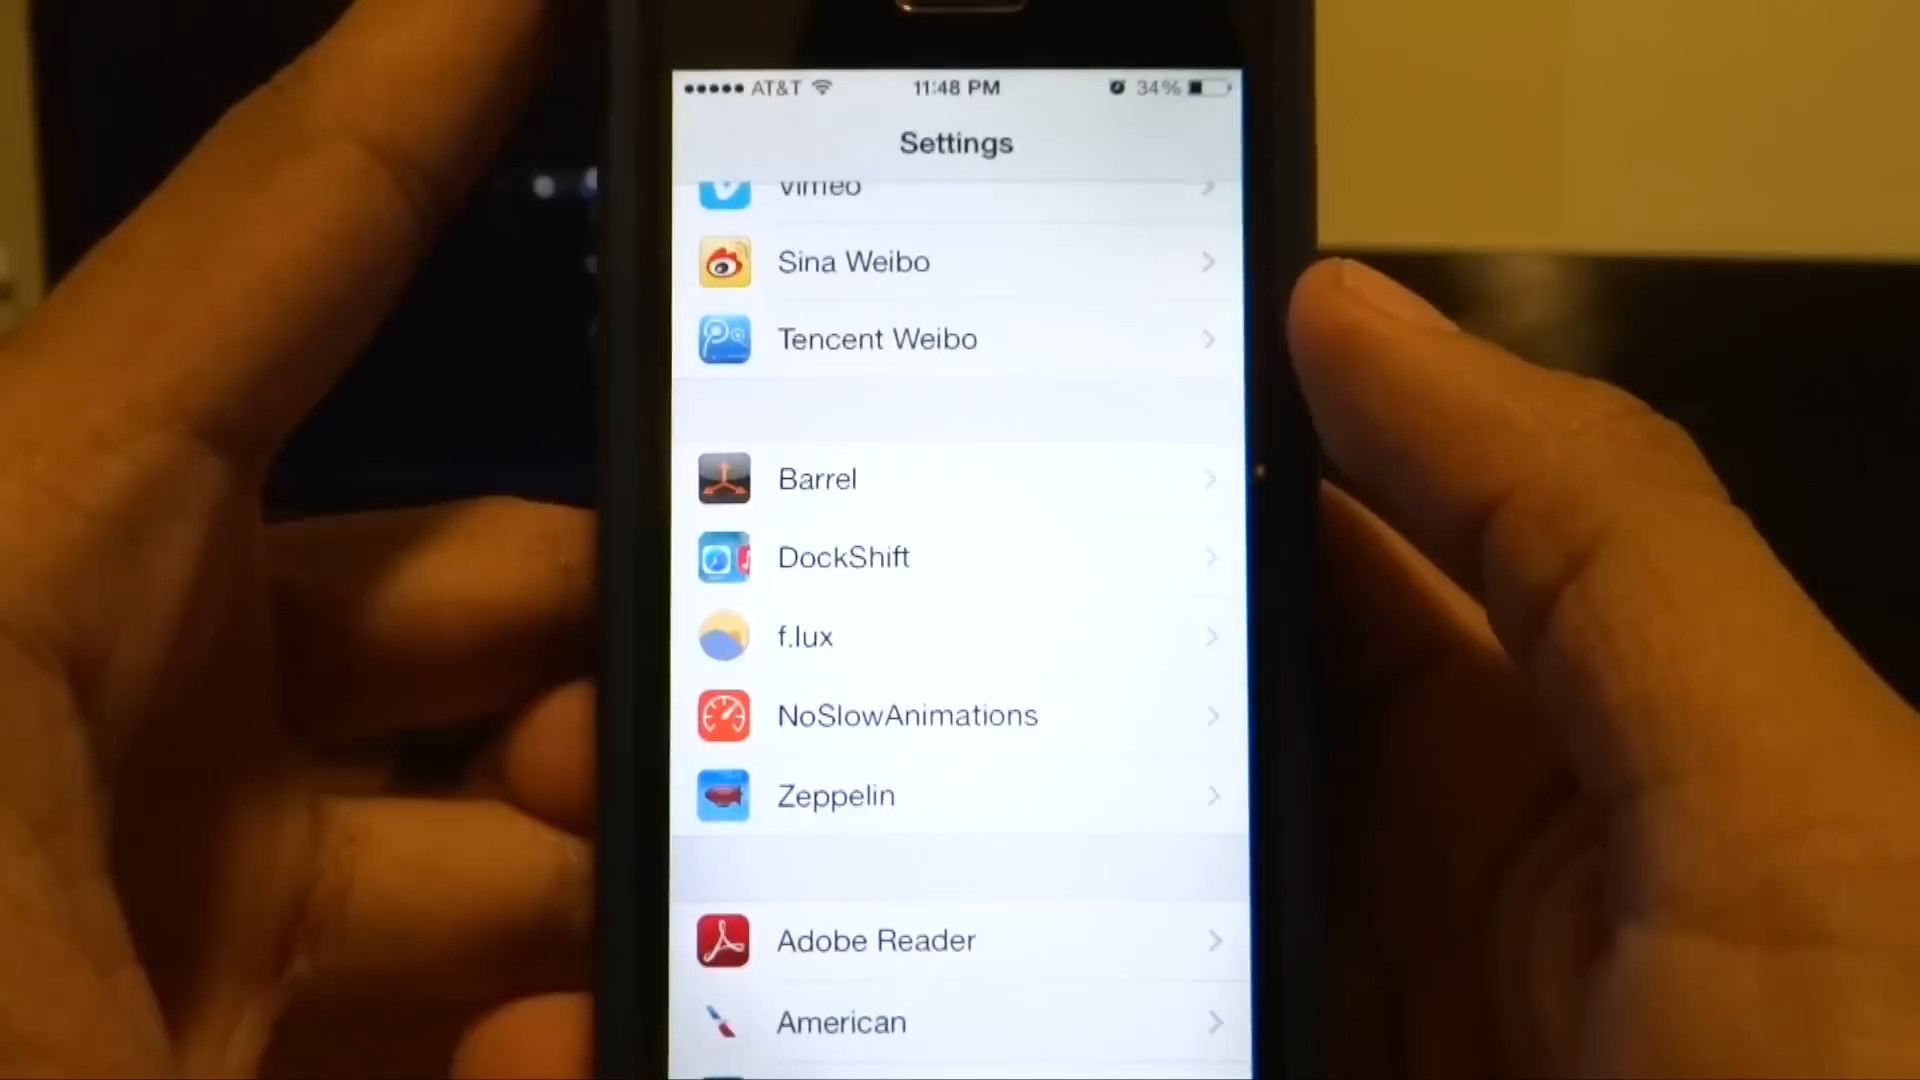 AT&T 11:48 PM 34%
Settings
Vimeo
Sina Weibo
Tencent Weibo
Barrel
DockShift
f.lux
NoSlowAnimations
Zeppelin
Adobe Reader
American